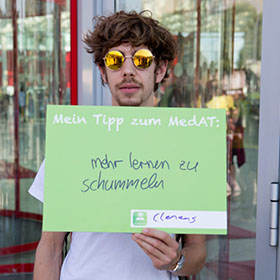 Mein Tipp zum MedAT:
mehr lernen zu
schummeln
Clemens